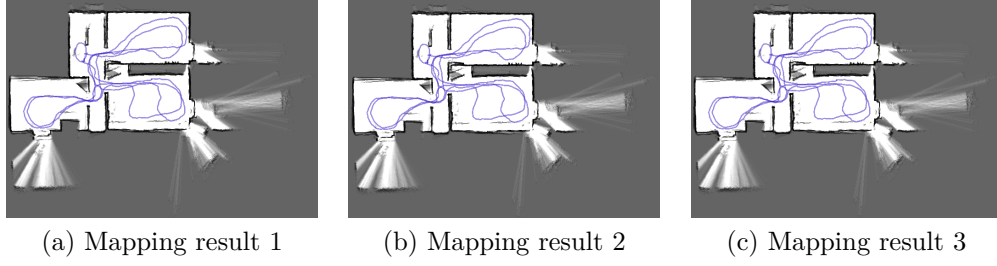 (a) Mapping result 1
(b) Mapping result 2
(c) Mapping result 3